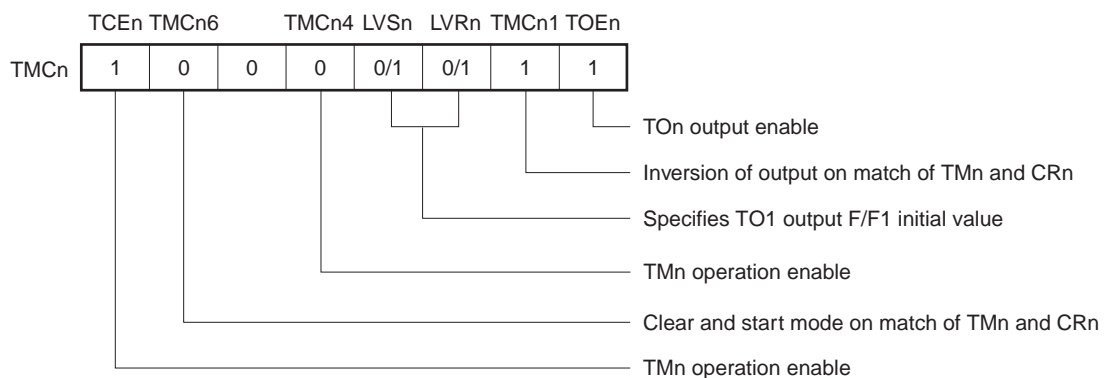 TCEn TMCn6 TMCn4 LVSn LVRn TMCn1 TOEn
TMCn 1 0 0 0 0/1 0/1 1 1
TOn output enable
Inversion of output on match of TMn and CRn
Specifies TO1 output F/F1 initial value
TMn operation enable
Clear and start mode on match of TMn and CRn
TMn operation enable